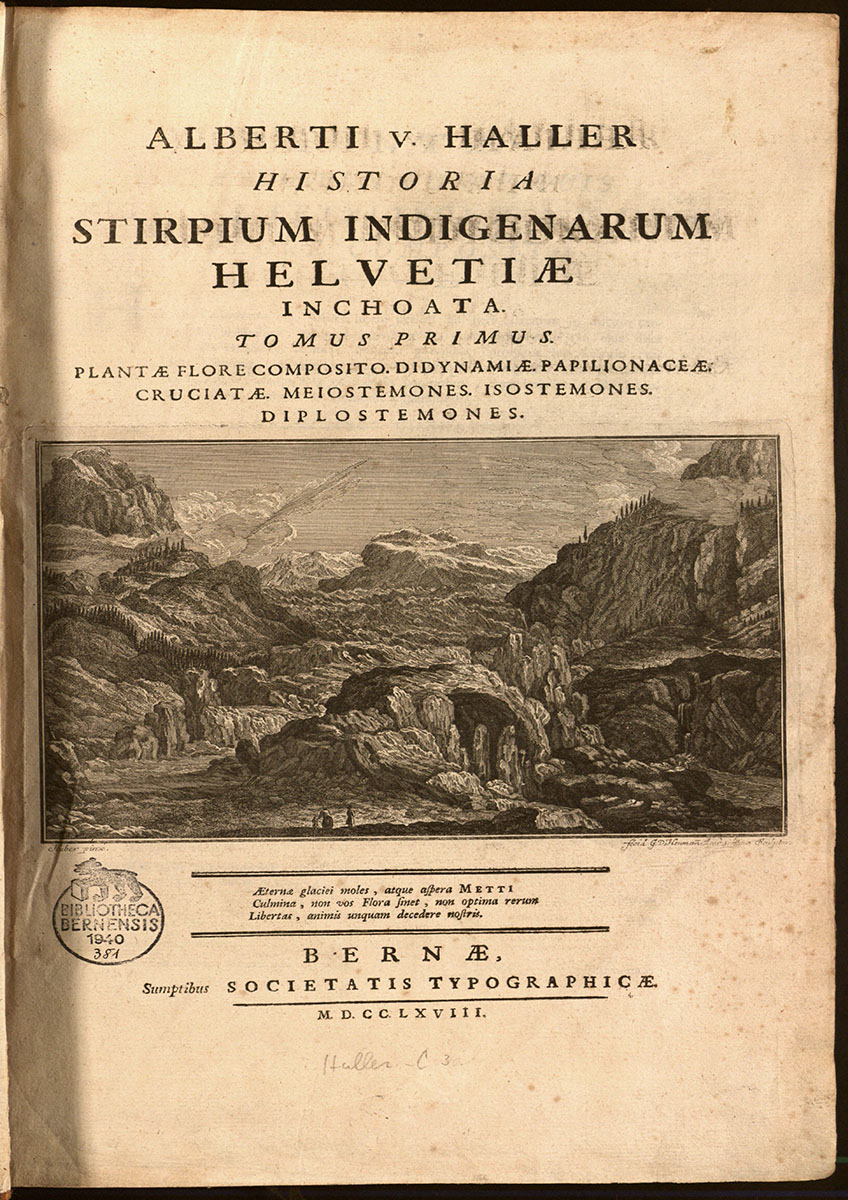 ALBERTI V. HALLER
HISTORIA
STIRPIUM INDIGENARUM
HELVETIÆ
INCHOATA.
TOMUS PRIMUS.
PLANTÆ FLORE COMPOSITO. DIDYNAMIÆ. PAPILIONACEÆ.
CRUCIATÆ. MEIOSTEMONES. ISOSTEMONES.
DIPLOSTEMONES.
pinx.
Æternæ glaciei moles, atque aſpera METTI
Culmina, non vos Flora ſinet, non optima rerum
Libertas, animis unquam decedere noſtris.
BIBLIOTHECA
BERNENSIS
1940
381
BERNÆ,
Sumptibus SOCIETATIS TYPOGRAPHICÆ.
M. D. CC. LXVIII.
Haller C 3